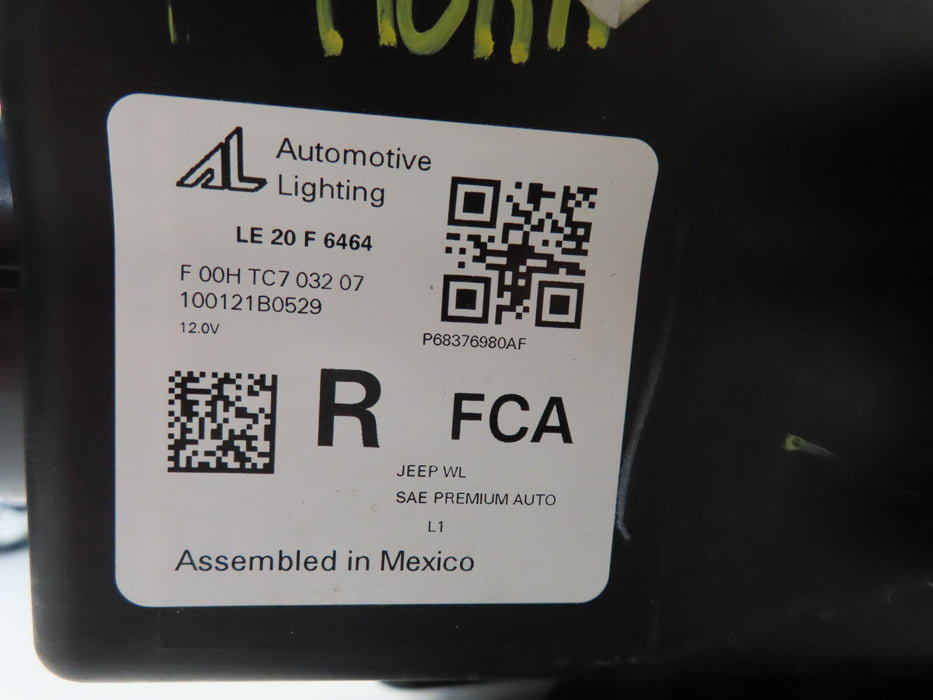 Automotive
Lighting
LE 20 F 6464
F 00H TC7 032 07
100121B0529
12.0V
P68376980AF
R
FCA
JEEP WL
SAE PREMIUM AUTO
L1
Assembled in Mexico